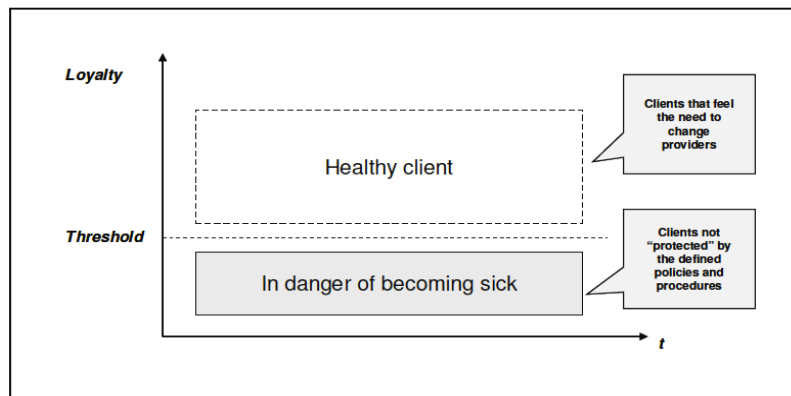 Loyalty
Clients that feel
the need to
change
providers
Healthy client
Threshold
Clients not
“protected” by
the defined
policies and
procedures
In danger of becoming sick
t